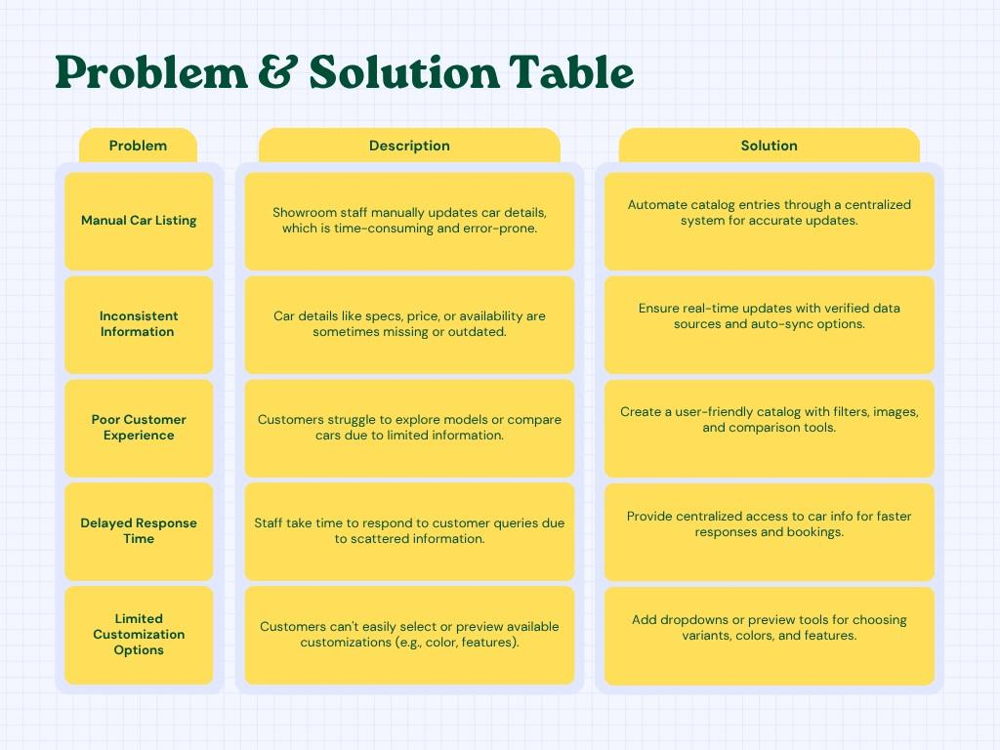 Problem & Solution Table
Problem
Description
Solution
Manual Car Listing
Showroom staff manually updates car details,
which is time-consuming and error-prone.
Automate catalog entries through a centralized
system for accurate updates.
Inconsistent
Information
Car details like specs, price, or availability are
sometimes missing or outdated.
Ensure real-time updates with verified data
sources and auto-sync options.
Poor Customer
Experience
Customers struggle to explore models or compare
cars due to limited information.
Create a user-friendly catalog with filters, images,
and comparison tools.
Delayed Response
Time
Staff take time to respond to customer queries due
to scattered information.
Provide centralized access to car info for faster
responses and bookings.
Limited
Customization
Options
Customers can't easily select or preview available
customizations (e.g., color, features).
Add dropdowns or preview tools for choosing
variants, colors, and features.